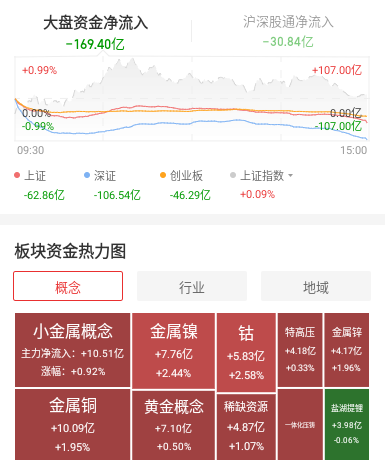 大盘资金净流入
沪深股通净流入
-169.40亿
-30.84亿
+0.99%
+107.00亿
0.00%
0.00亿
-0.99%
-107.00亿
09:30
15:00
上证
深证
创业板
上证指数
-62.86亿
-106.54亿
-46.29亿
+0.09%
板块资金热力图
概念
行业
地域
小金属概念
主力净流入：+10.51亿
涨幅：+0.92%
金属镍
+7.76亿
+2.44%
钴
+5.83亿
+2.58%
特高压
+4.18亿
+0.33%
金属锌
+4.17亿
+1.96%
金属铜
+10.09亿
+1.95%
黄金概念
+7.10亿
+0.50%
稀缺资源
+4.87亿
+1.07%
一体化压铸
盐湖提锂
+3.98亿
-0.06%